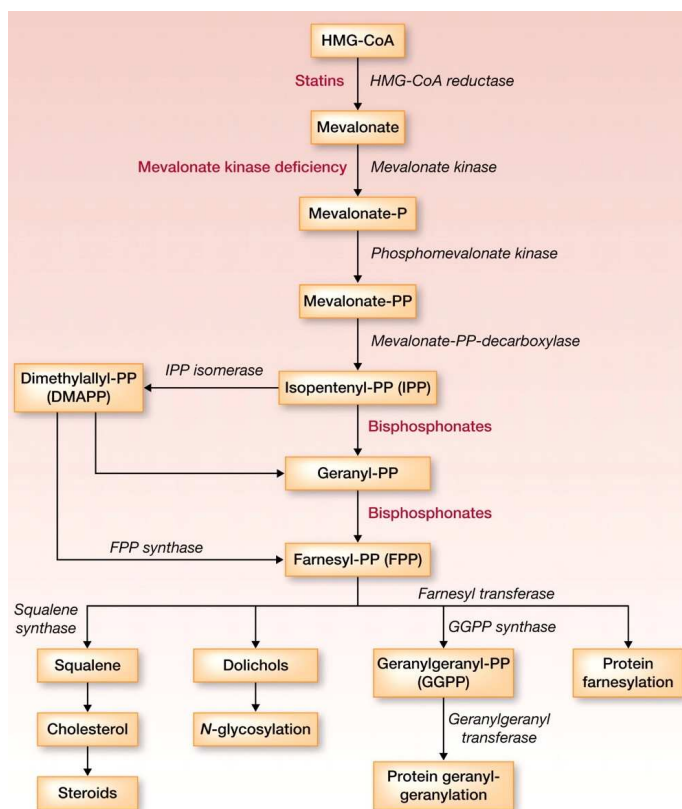 HMG-CoA
Statins HMG-CoA reductase
Mevalonate
Mevalonate kinase deficiency Mevalonate kinase
Mevalonate-P
Phosphomevalonate kinase
Mevalonate-PP
Mevalonate-PP-decarboxylase
IPP isomerase
Dimethylallyl-PP
(DMAPP)
Isopentenyl-PP (IPP)
Bisphosphonates
Geranyl-PP
Bisphosphonates
FPP synthase
Farnesyl-PP (FPP)
Farnesyl transferase
Squalene
synthase
GGPP synthase
Squalene
Dolichols
Geranylgeranyl-PP
(GGPP)
Protein
farnesylation
Cholesterol
N-glycosylation
Geranylgeranyl
transferase
Steroids
Protein geranyl-
geranylation